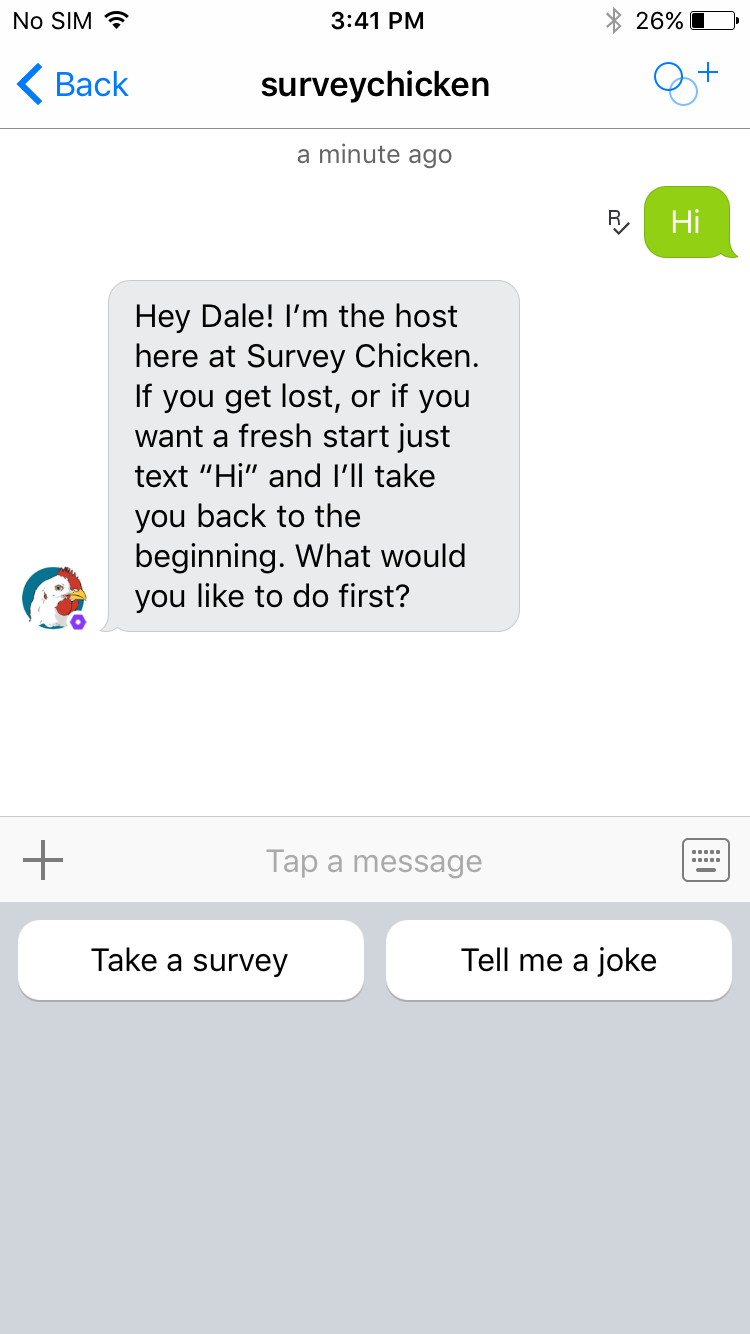 No SIM 3:41 PM 26%
Back surveychicken
a minute ago
R Hi
Hey Dale! I’m the host
here at Survey Chicken.
If you get lost, or if you
want a fresh start just
text “Hi” and I’ll take
you back to the
beginning. What would
you like to do first?
Tap a message
Take a survey Tell me a joke